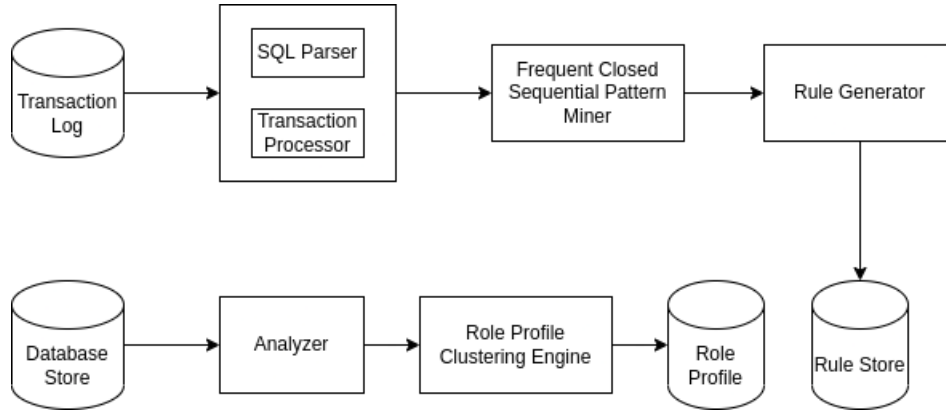 Transaction
Log
SQL Parser
Transaction
Processor
Frequent Closed
Sequential Pattern
Miner
Rule Generator
Database
Store
Analyzer
Role Profile
Clustering Engine
Role
Profile
Rule Store